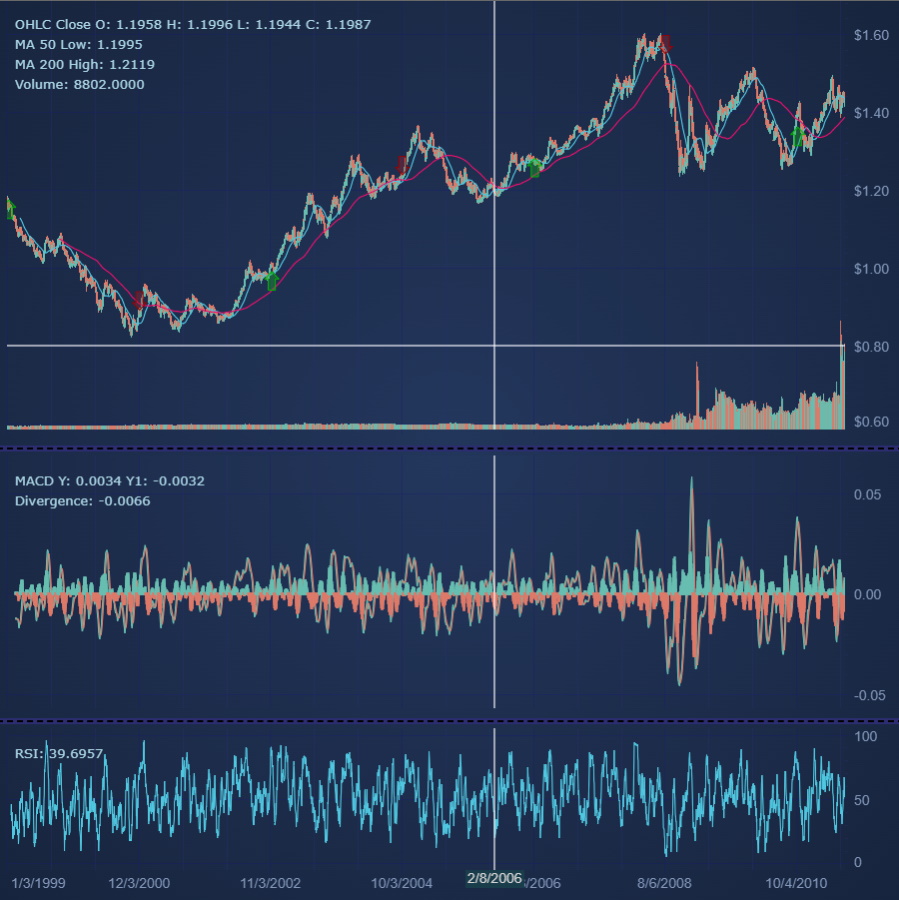 OHLC Close O: 1.1958 H: 1.1996 L: 1.1944 C: 1.1987
MA 50 Low: 1.1995
MA 200 High: 1.2119
Volume: 8802.0000
$1.60
$1.40
$1.20
$1.00
$0.80
$0.60
MACD Y: 0.0034 Y1: -0.0032
Divergence: -0.0066
0.05
0.00
-0.05
RSI: 39.6957
100
50
0
1/3/1999 12/3/2000 11/3/2002 10/3/2004 2/8/2006 /2006 8/6/2008 10/4/2010